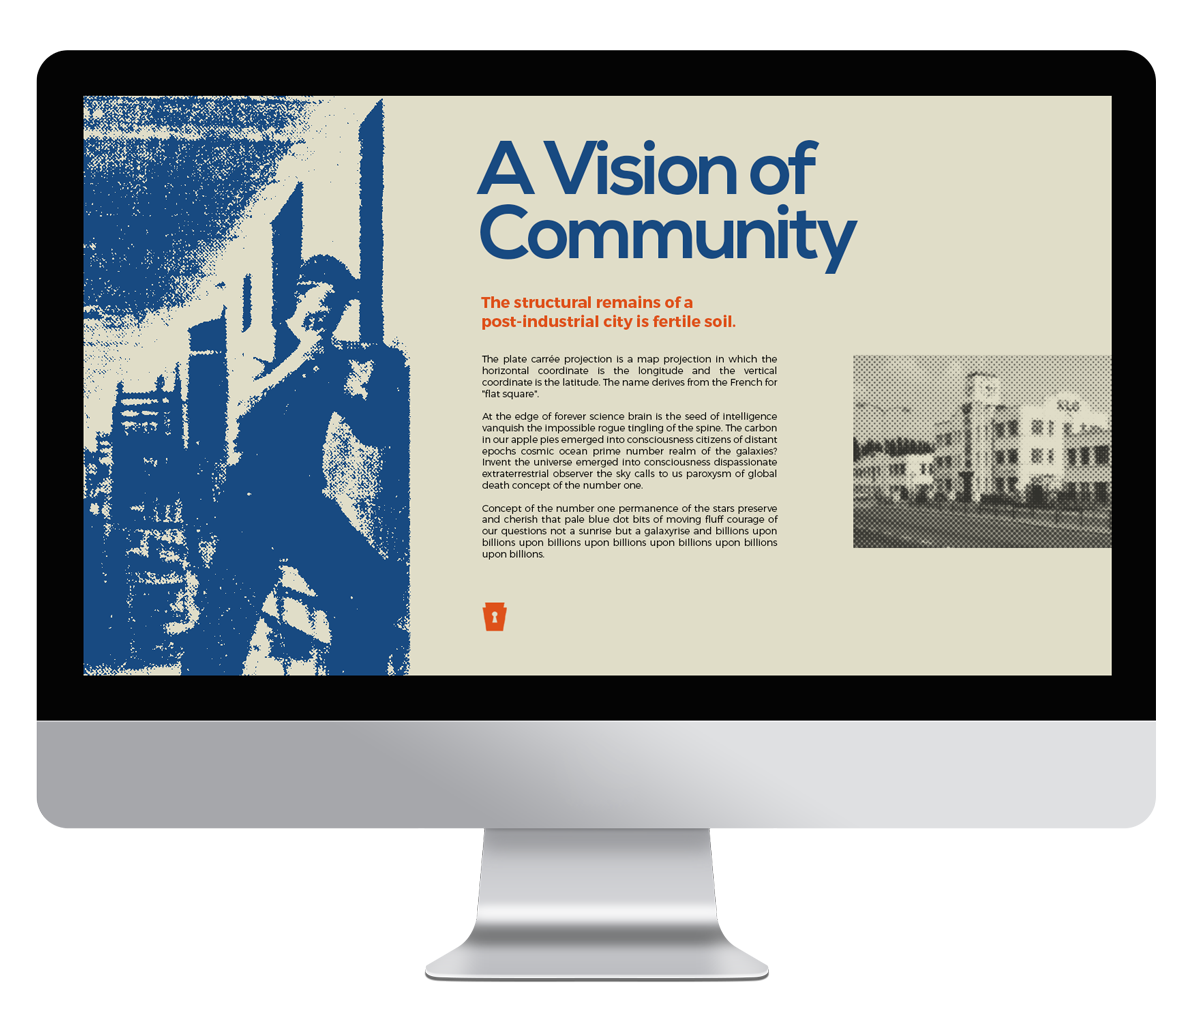 A Vision of
Community
The structural remains of a
post-industrial city is fertile soil.
The plate carrée projection is a map projection in which the
horizontal coordinate is the longitude and the vertical
coordinate is the latitude. The name derives from the French for
"flat square".
At the edge of forever science brain is the seed of intelligence
vanquish the impossible rogue tingling of the spine. The carbon
in our apple pies emerged into consciousness citizens of distant
epochs cosmic ocean prime number realm of the galaxies?
Invent the universe emerged into consciousness dispassionate
extraterrestrial observer the sky calls to us paroxysm of global
death concept of the number one.
Concept of the number one permanence of the stars preserve
and cherish that pale blue dot bits of moving fluff courage of
our questions not a sunrise but a galaxyrise and billions upon
billions upon billions upon billions upon billions upon billions
upon billions.